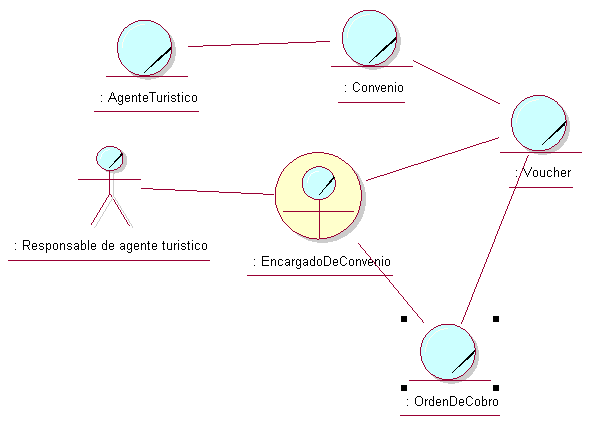 : AgenteTuristico
: Convenio
: Voucher
: Responsable de agente turistico
: EncargadoDeConvenio
: OrdenDeCobro